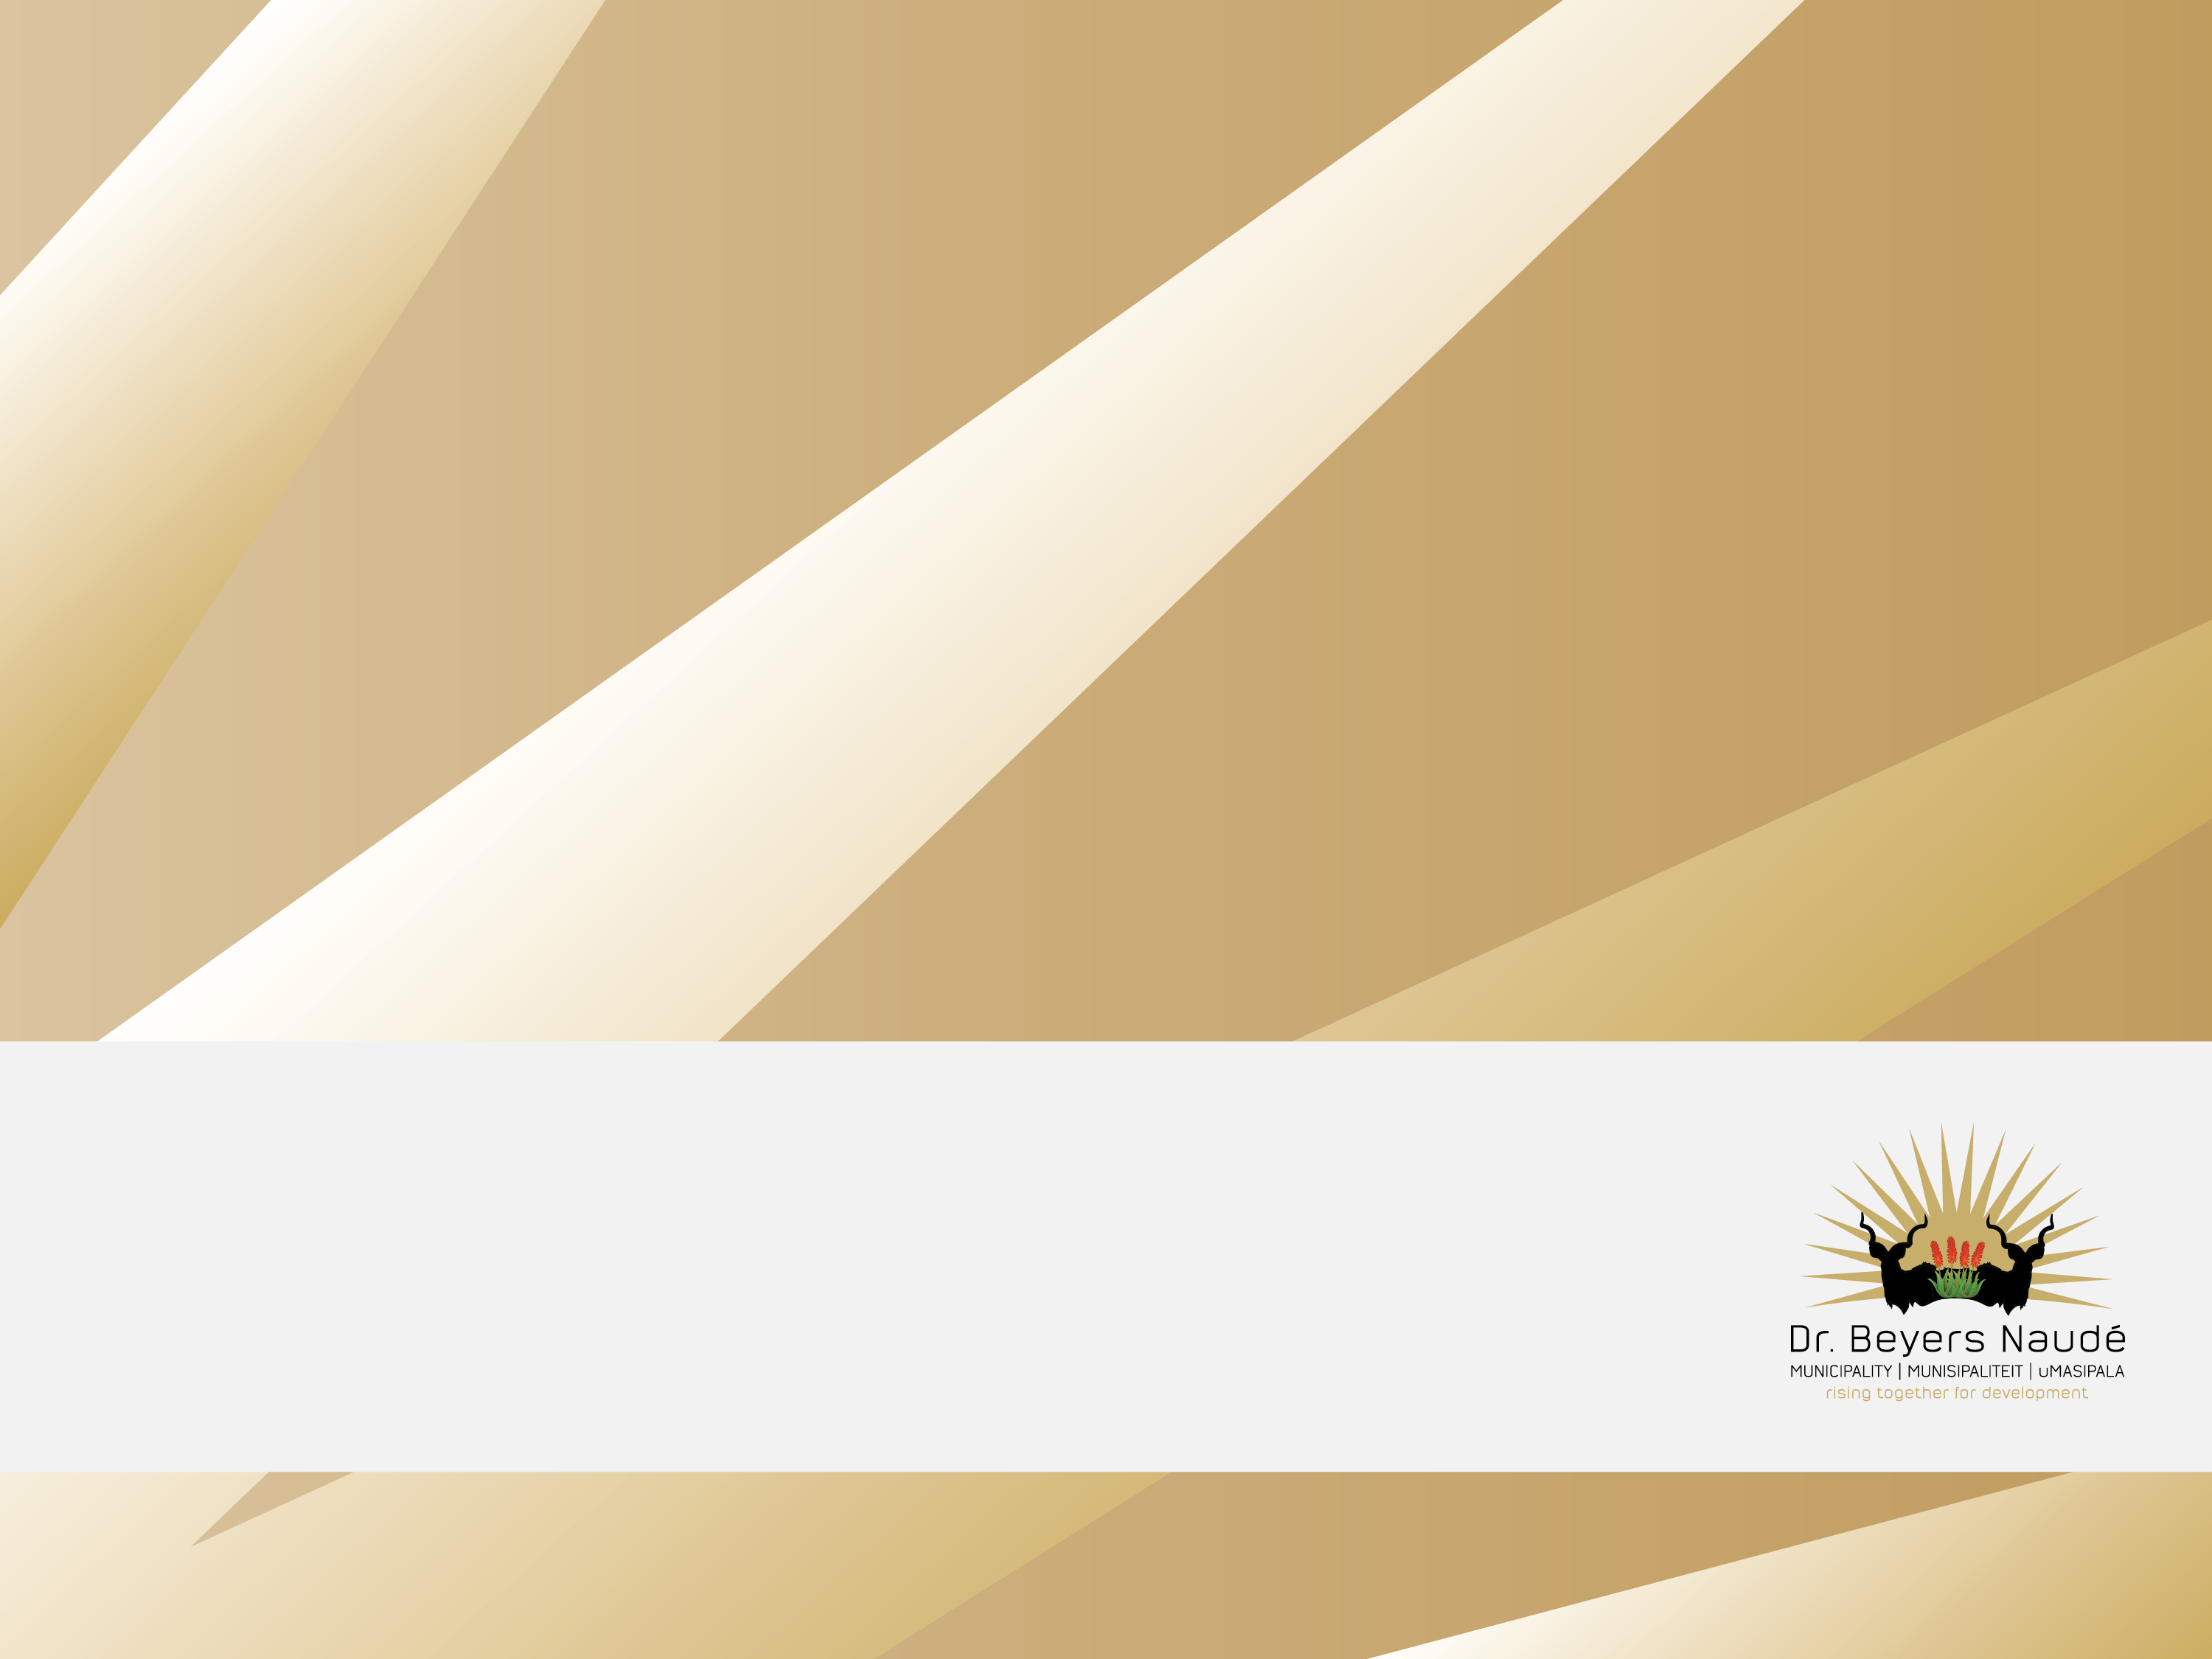 Dr. Beyers Naudé
MUNICIPALITY | MUNISIPALITEIT | uMASIPALA
rising together for development